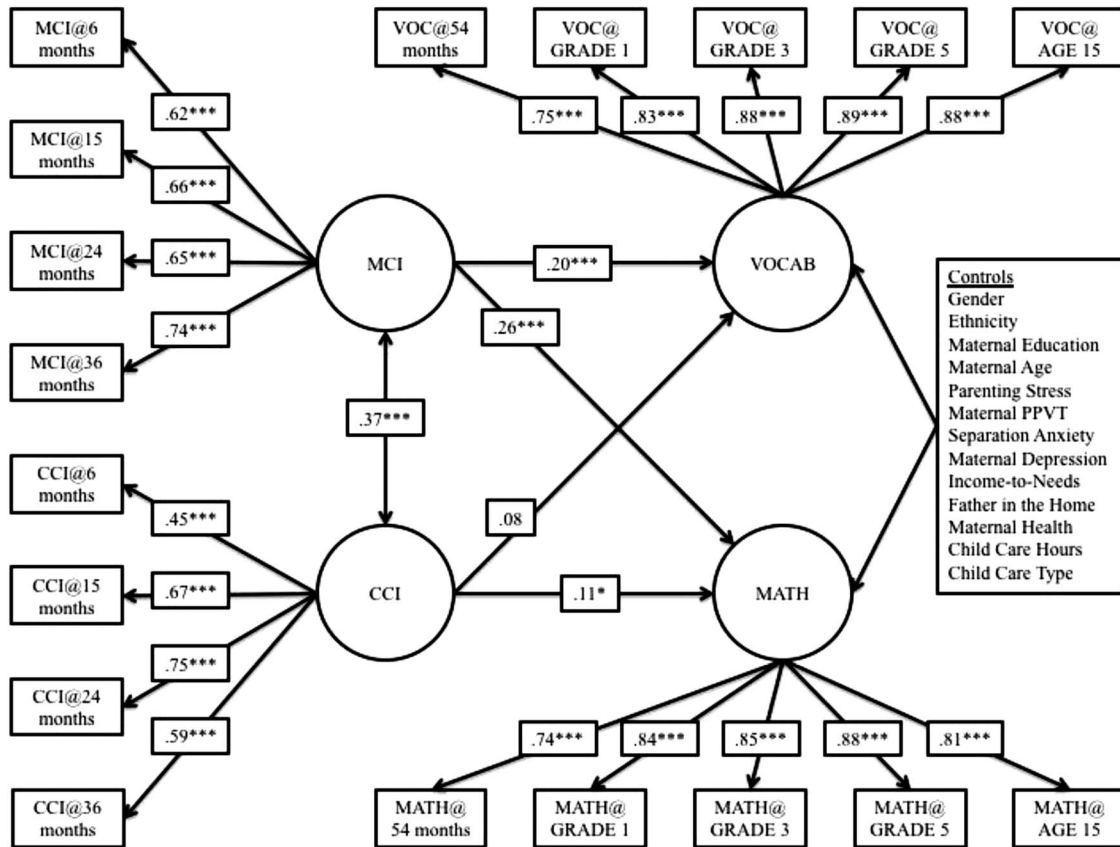 MCI@6
months
VOC@54
months
VOC@
GRADE 1
VOC@
GRADE 3
VOC@
GRADE 5
VOC@
AGE 15
.62***
.75***
.83***
.88***
.89***
.88***
MCI@15
months
.66***
MCI@24
months
.65***
MCI
.20***
VOCAB
.26***
.74***
MCI@36
months
Controls
Gender
Ethnicity
Maternal Education
Maternal Age
Parenting Stress
Maternal PPVT
Separation Anxiety
Maternal Depression
Income-to-Needs
Father in the Home
Maternal Health
Child Care Hours
Child Care Type
.37***
CCI@6
months
.45***
.08
CCI@15
months
.67***
CCI
.11*
MATH
CCI@24
months
.75***
.59***
CCI@36
months
.74***
.84***
.85***
.88***
.81***
MATH@
54 months
MATH@
GRADE 1
MATH@
GRADE 3
MATH@
GRADE 5
MATH@
AGE 15